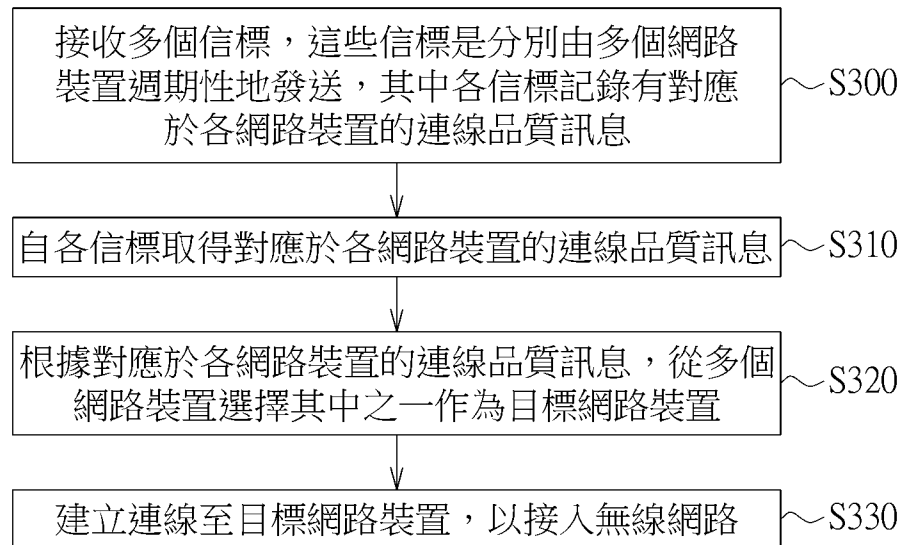 接收多個信標，這些信標是分別由多個網路
裝置週期性地發送，其中各信標記錄有對應
於各網路裝置的連線品質訊息
S300
自各信標取得對應於各網路裝置的連線品質訊息
S310
根據對應於各網路裝置的連線品質訊息，從多個
網路裝置選擇其中之一作為目標網路裝置
S320
建立連線至目標網路裝置，以接入無線網路
S330